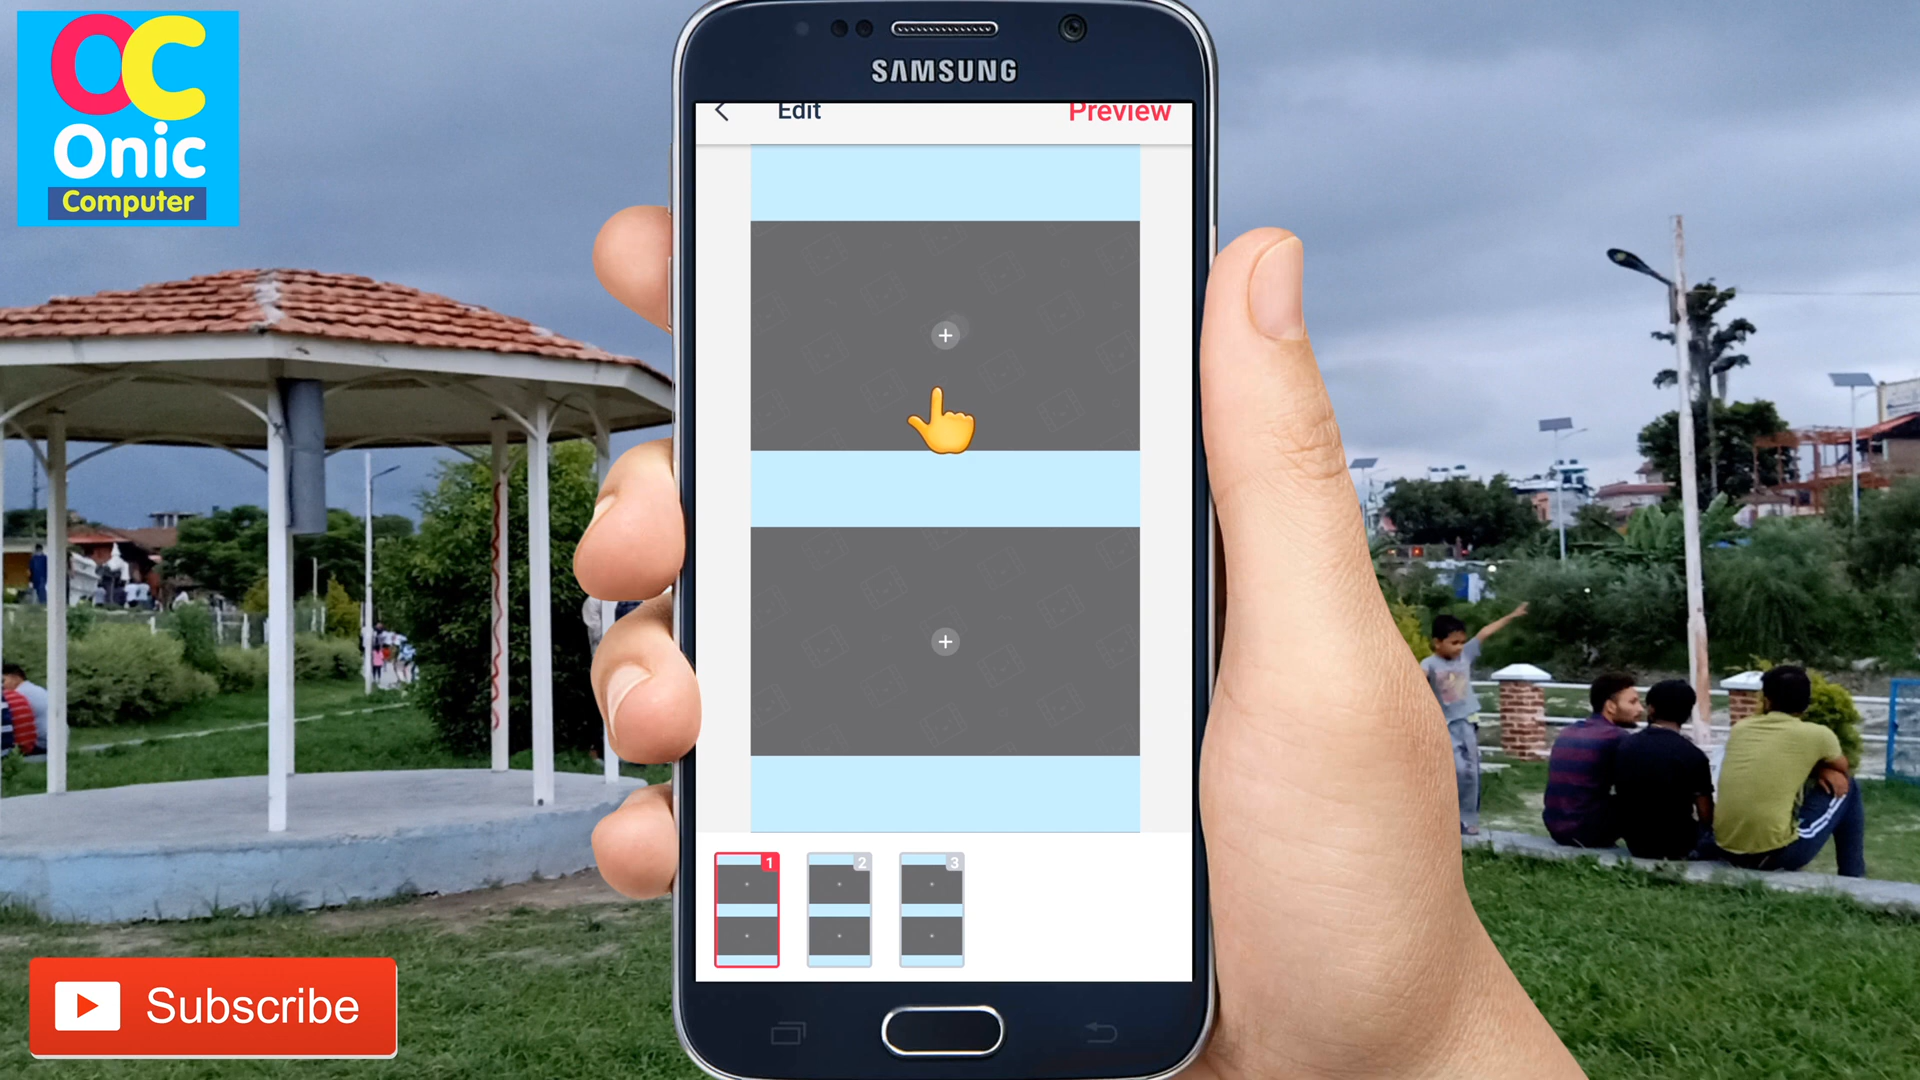 OC
Onic
Computer
SAMSUNG
Edit
Preview
1
2
3
Subscribe